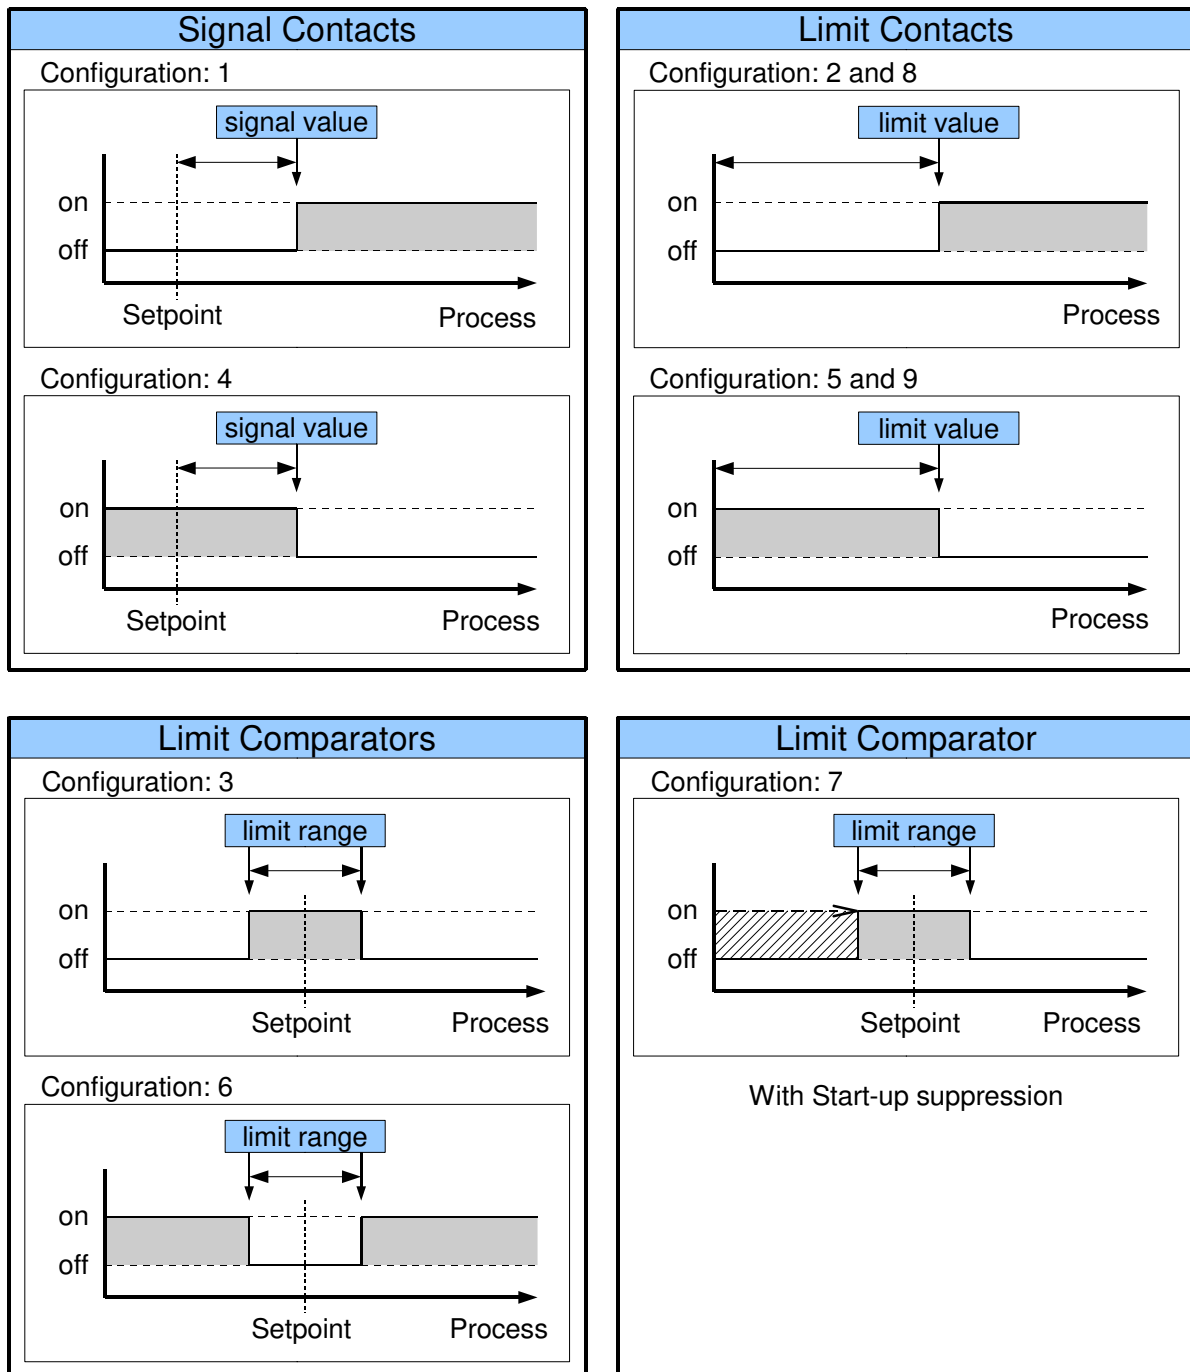 Signal Contacts
Configuration: 1
signal value
on
off
Setpoint
Process
Configuration: 4
signal value
on
off
Setpoint
Process
Limit Contacts
Configuration: 2 and 8
limit value
on
off
Process
Configuration: 5 and 9
limit value
on
off
Process
Limit Comparators
Configuration: 3
limit range
on
off
Setpoint
Process
Configuration: 6
limit range
on
off
Setpoint
Process
Limit Comparator
Configuration: 7
limit range
on
off
Setpoint
Process
With Start-up suppression